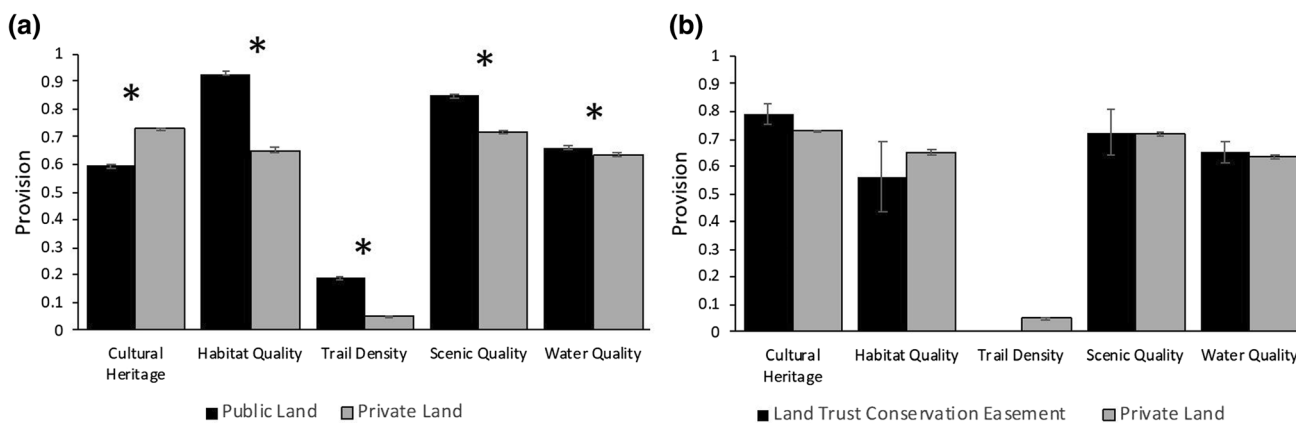 (a)
*
*
*
*
*
Provision
1
0.9
0.8
0.7
0.6
0.5
0.4
0.3
0.2
0.1
0
Cultural Heritage
Habitat Quality
Trail Density
Scenic Quality
Water Quality
Public Land
Private Land
(b)
Provision
1
0.9
0.8
0.7
0.6
0.5
0.4
0.3
0.2
0.1
0
Cultural Heritage
Habitat Quality
Trail Density
Scenic Quality
Water Quality
Land Trust Conservation Easement
Private Land